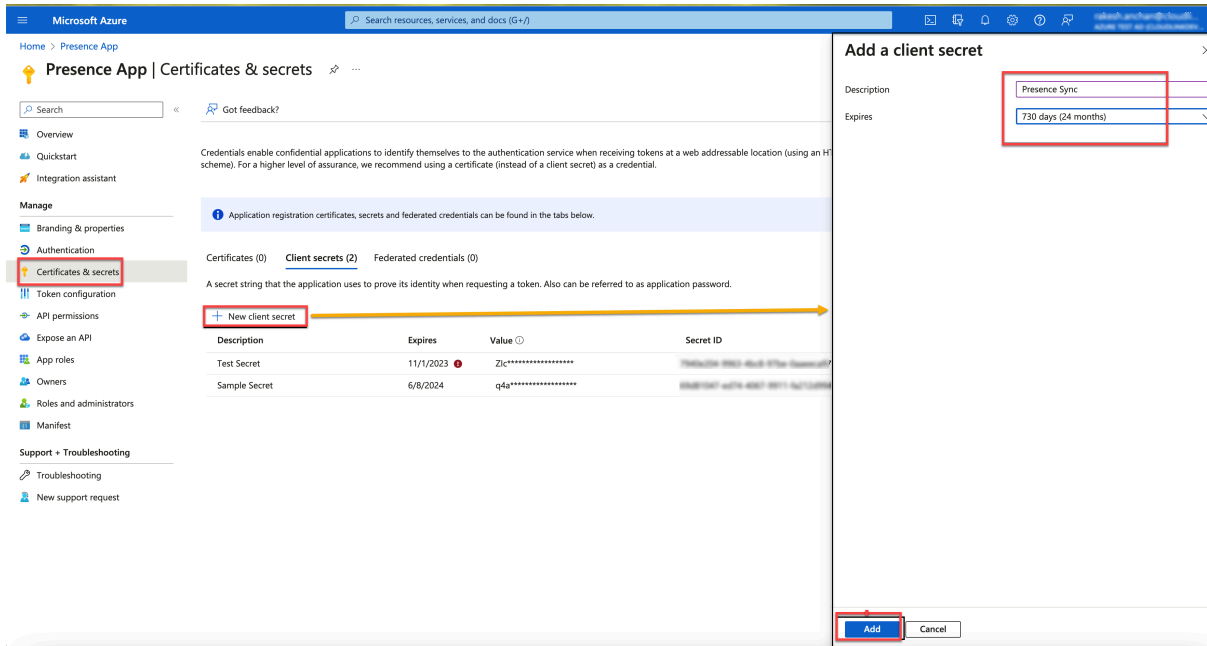 Microsoft Azure
Search resources, services, and docs (G+/)
Home > Presence App
Presence App | Certificates & secrets
Search
Got feedback?
Overview
Quickstart
Integration assistant
Manage
Branding & properties
Authentication
Certificates & secrets
Token configuration
API permissions
Expose an API
App roles
Owners
Roles and administrators
Manifest
Support + Troubleshooting
Troubleshooting
New support request
Credentials enable confidential applications to identify themselves to the authentication service when receiving tokens at a web addressable location (using an
scheme). For a higher level of assurance, we recommend using a certificate (instead of a client secret) as a credential.
Application registration certificates, secrets and federated credentials can be found in the tabs below.
Certificates (0) Client secrets (2) Federated credentials (0)
A secret string that the application uses to prove its identity when requesting a token. Also can be referred to as application password.
+ New client secret
Description Expires Value Secret ID
Test Secret 11/1/2023 ZIc******************
Sample Secret 6/8/2024 q4a******************
Add a client secret
Description Presence Sync
Expires 730 days (24 months)
Add Cancel